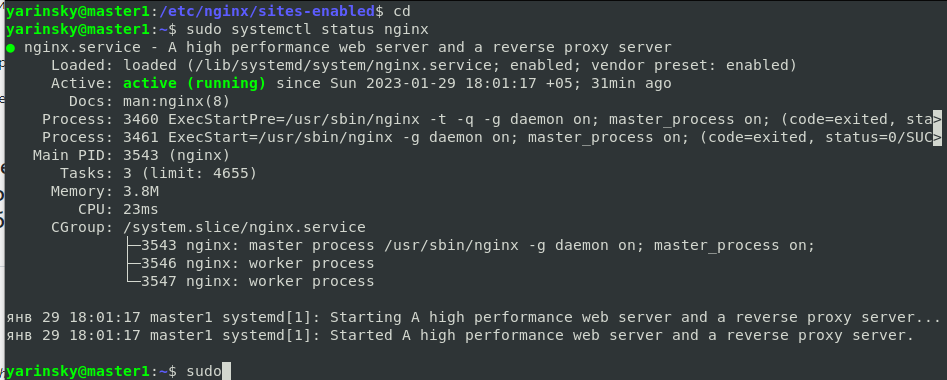 yarinsky@master1:/etc/nginx/sites-enabled$ cd
yarinsky@master1:~$ sudo systemctl status nginx
● nginx.service - A high performance web server and a reverse proxy server
     Loaded: loaded (/lib/systemd/system/nginx.service; enabled; vendor preset: enabled)
     Active: active (running) since Sun 2023-01-29 18:01:17 +05; 31min ago
       Docs: man:nginx(8)
    Process: 3460 ExecStartPre=/usr/sbin/nginx -t -q -g daemon on; master_process on; (code=exited, sta>
    Process: 3461 ExecStart=/usr/sbin/nginx -g daemon on; master_process on; (code=exited, status=0/SUC>
   Main PID: 3543 (nginx)
      Tasks: 3 (limit: 4655)
     Memory: 3.8M
        CPU: 23ms
     CGroup: /system.slice/nginx.service
             ├─3543 nginx: master process /usr/sbin/nginx -g daemon on; master_process on;
             ├─3546 nginx: worker process
             └─3547 nginx: worker process

янв 29 18:01:17 master1 systemd[1]: Starting A high performance web server and a reverse proxy server...
янв 29 18:01:17 master1 systemd[1]: Started A high performance web server and a reverse proxy server.

yarinsky@master1:~$ sudo